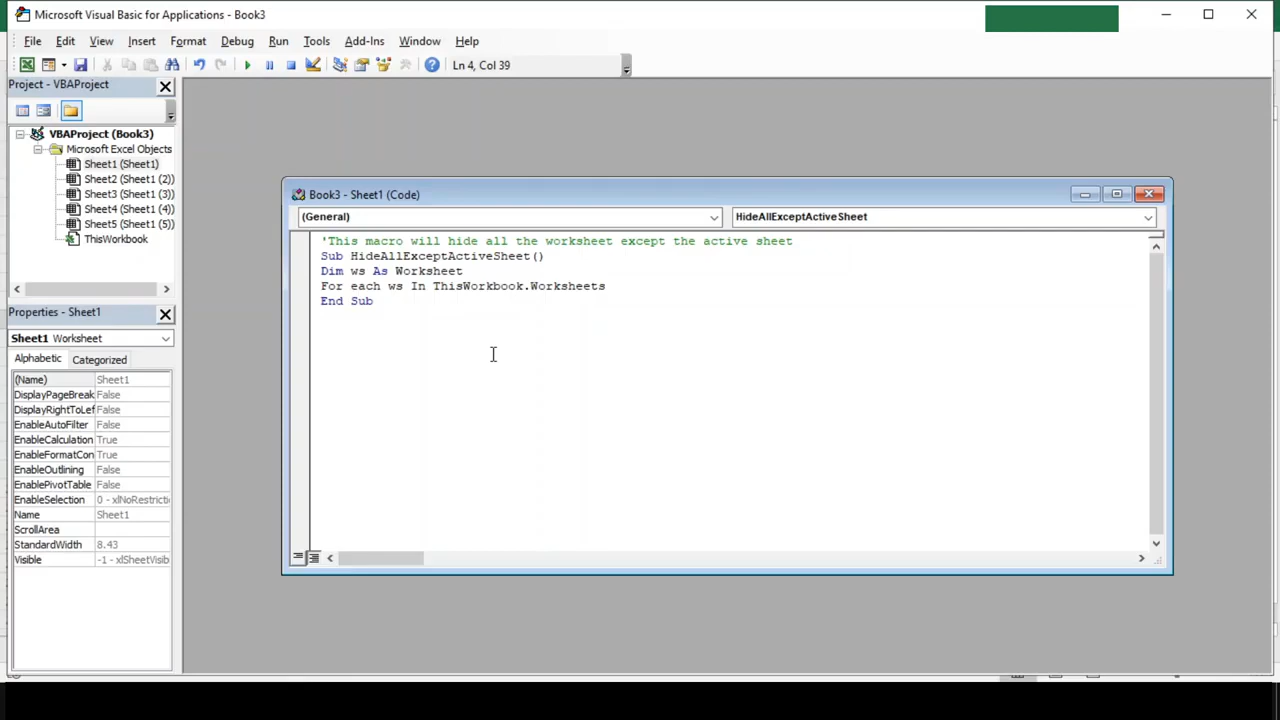 Microsoft Visual Basic for Applications - Book3
File Edit View Insert Format Debug Run Tools Add-Ins Window Help
Ln 4, Col 39
Project - VBAProject
VBAProject (Book3)
Microsoft Excel Objects
Sheet1 (Sheet1)
Sheet2 (Sheet1 (2))
Sheet3 (Sheet1 (3))
Sheet4 (Sheet1 (4))
Sheet5 (Sheet1 (5))
ThisWorkbook
Properties - Sheet1
Sheet1 Worksheet
Alphabetic Categorized
(Name) Sheet1
DisplayPageBreak False
DisplayRightToLef False
EnableAutoFilter False
EnableCalculation True
EnableFormatCon True
EnableOutlining False
EnablePivotTable False
EnableSelection 0 - xlNoRestricti
Name Sheet1
ScrollArea
StandardWidth 8.43
Visible -1 - xlSheetVisib
Book3 - Sheet1 (Code)
(General) HideAllExceptActiveSheet
'This macro will hide all the worksheet except the active sheet
Sub HideAllExceptActiveSheet()
Dim ws As Worksheet
For each ws In ThisWorkbook.Worksheets
End Sub